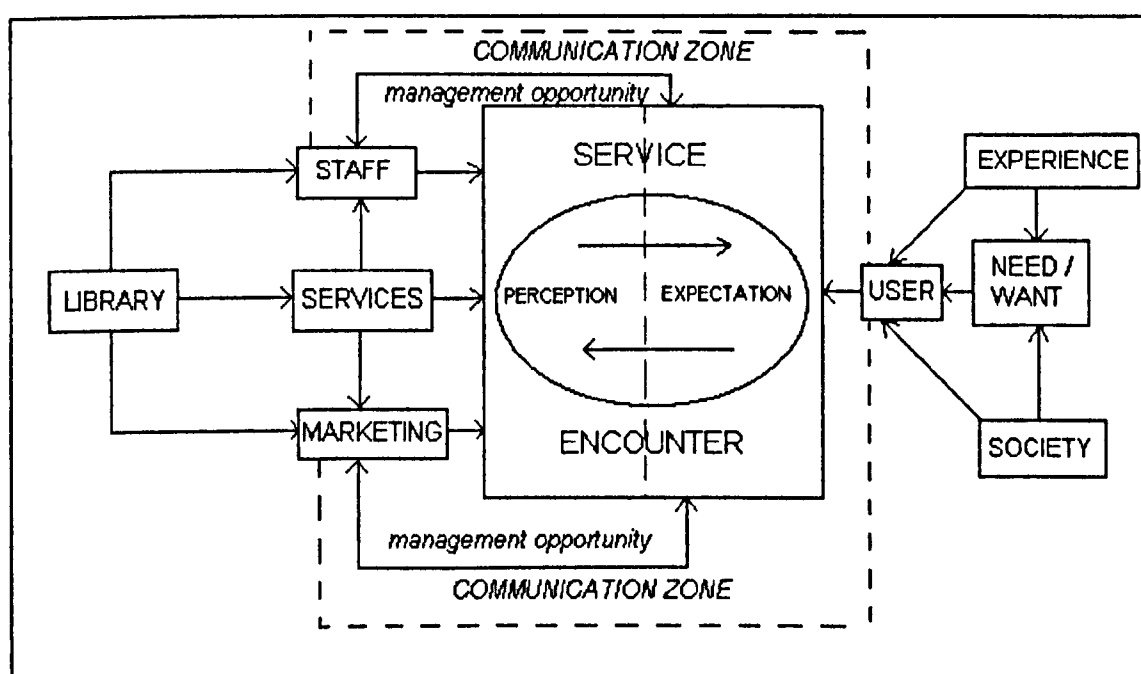 COMMUNICATION ZONE
management opportunity
SERVICE
STAFF
EXPERIENCE
LIBRARY
SERVICES
PERCEPTION
EXPECTATION
USER
NEED /
WANT
MARKETING
ENCOUNTER
SOCIETY
management opportunity
COMMUNICATION ZONE